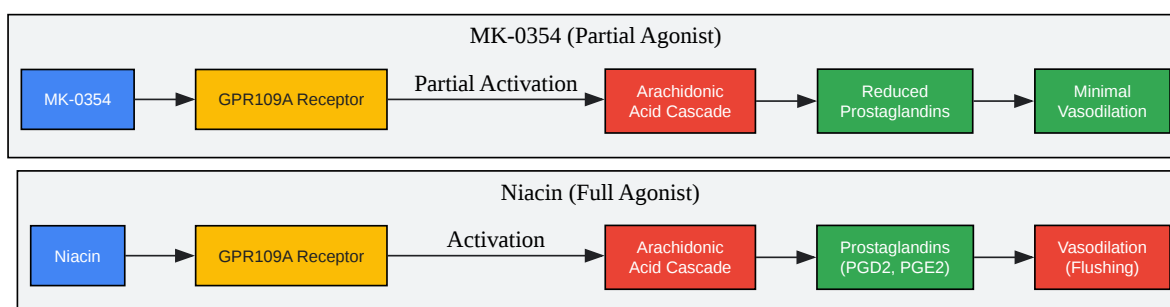 MK-0354 (Partial Agonist)
MK-0354
GPR109A Receptor
Partial Activation
Arachidonic
Acid Cascade
Reduced
Prostaglandins
Minimal
Vasodilation
Niacin (Full Agonist)
Niacin
GPR109A Receptor
Activation
Arachidonic
Acid Cascade
Prostaglandins
(PGD2, PGE2)
Vasodilation
(Flushing)